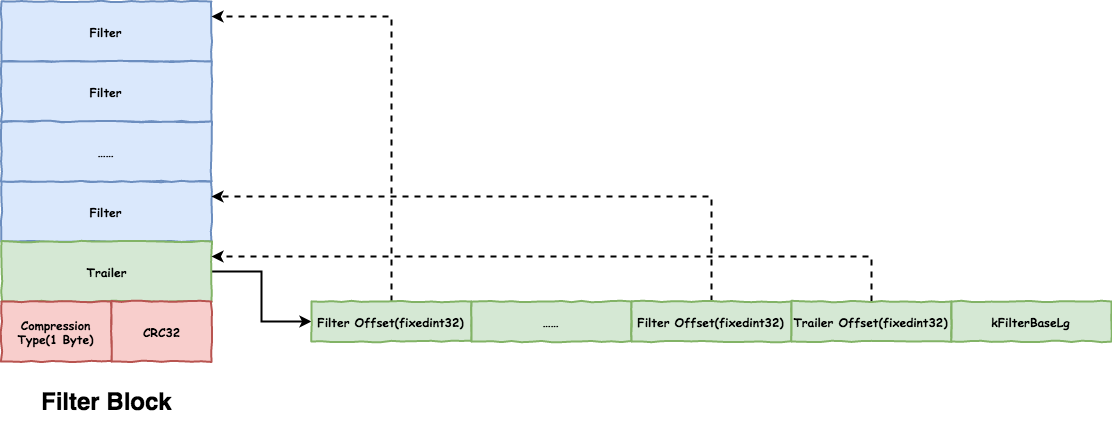 Filter
Filter
……
Filter
Trailer
Compression
Type(1 Byte)
CRC32
Filter Offset(fixedint32)
……
Filter Offset(fixedint32)
Trailer Offset(fixedint32)
kFilterBaseLg
Filter Block